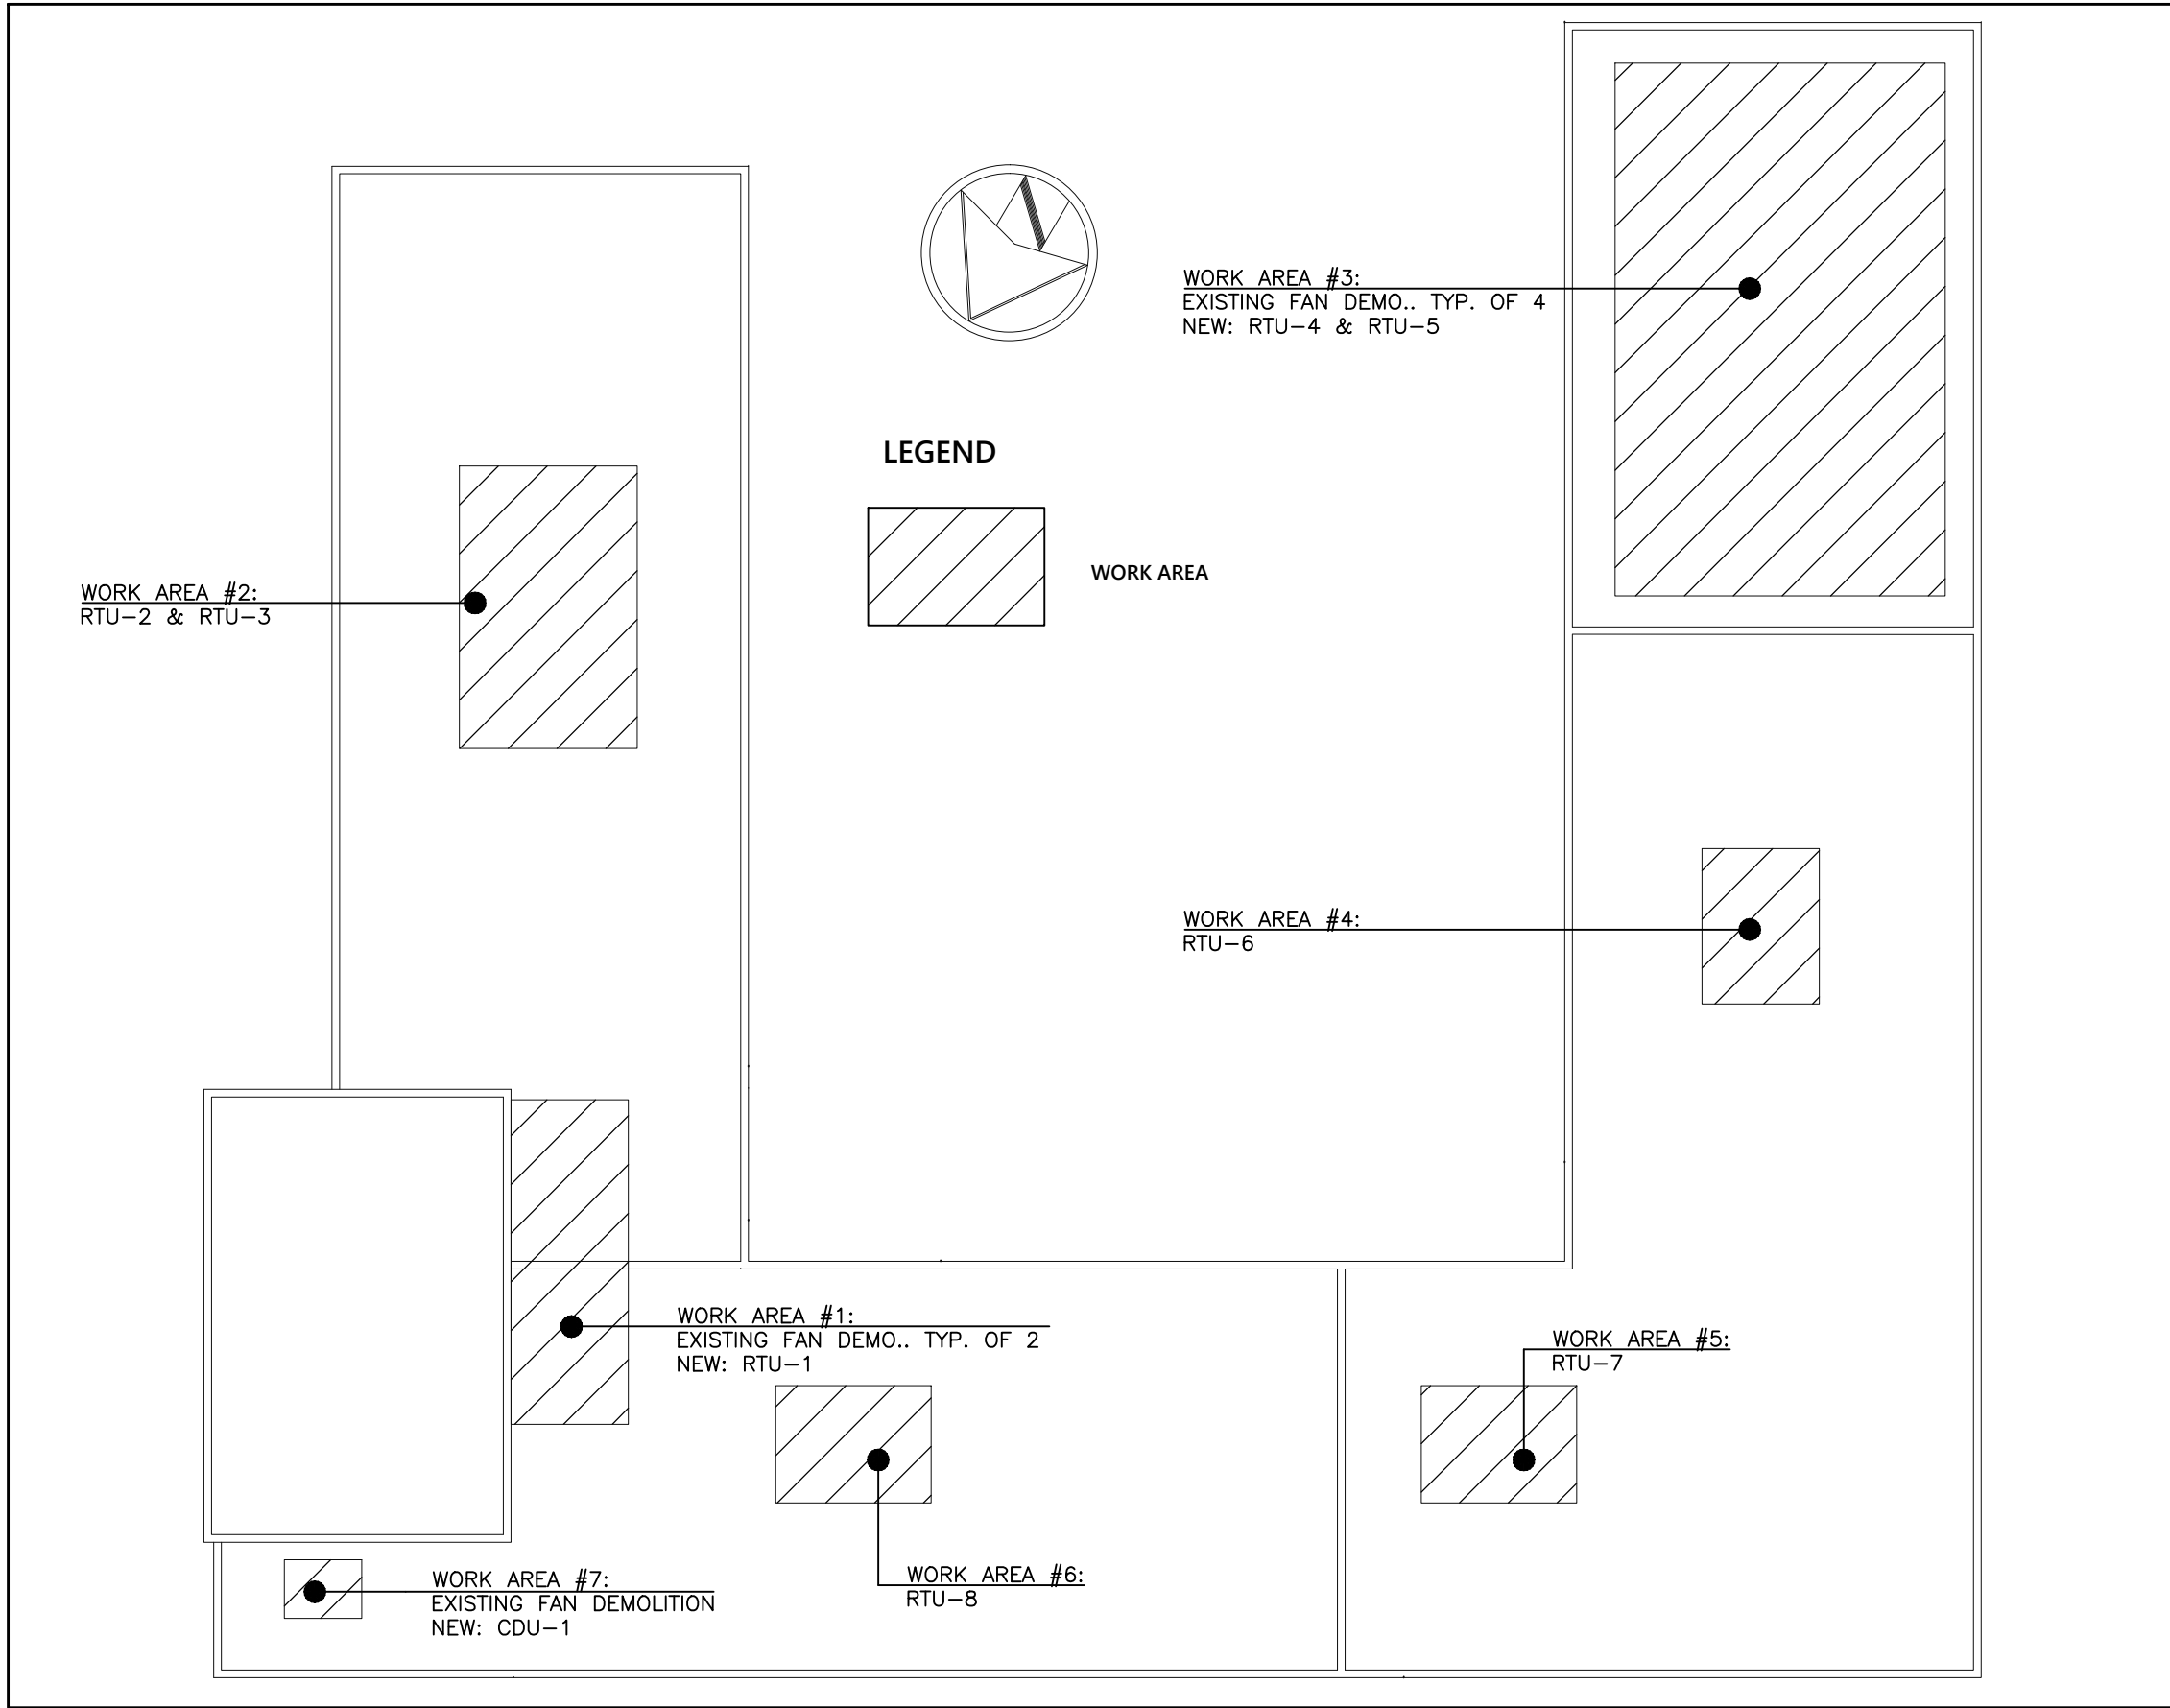 WORK AREA #3:
EXISTING FAN DEMO.. TYP. OF 4
NEW: RTU-4 & RTU-5
LEGEND
WORK AREA
WORK AREA #2:
RTU-2 & RTU-3
WORK AREA #4:
RTU-6
WORK AREA #1:
EXISTING FAN DEMO.. TYP. OF 2
NEW: RTU-1
WORK AREA #5:
RTU-7
WORK AREA #6:
RTU-8
WORK AREA #7:
EXISTING FAN DEMOLITION
NEW: CDU-1